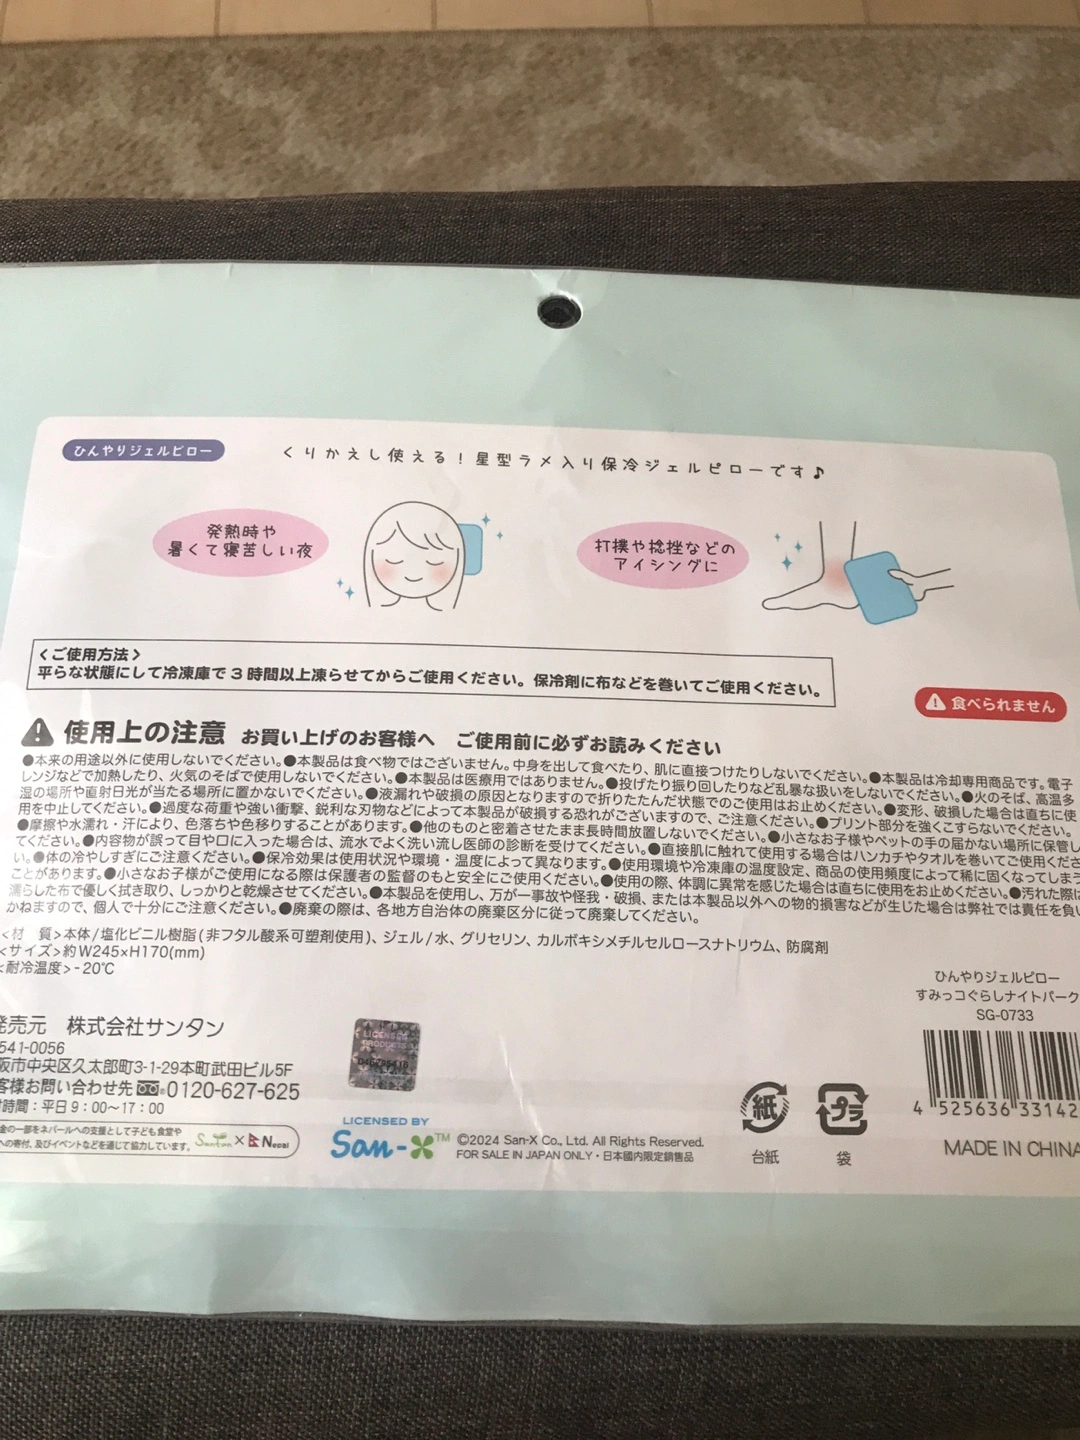 ひんやりジェルピロー
くりかえし使える！星型ラメ入り保冷ジェルピローです♪
発熱時や
暑くて寝苦しい夜
打撲や捻挫などの
アイシングに
<ご使用方法>
平らな状態にして冷凍庫で3時間以上凍らせてからご使用ください。保冷剤に布などを巻いてご使用ください。
食べられません
使用上の注意 お買い上げのお客様へ ご使用前に必ずお読みください
●本来の用途以外に使用しないでください。●本製品は食べ物ではございません。中身を出して食べたり、肌に直接つけたりしないでください。●本製品は冷却専用商品です。電子
レンジなどで加熱したり、火気のそばで使用しないでください。●本製品は医療用ではありません。●投げたり振り回したりなど乱暴な扱いをしないでください。●火のそば、高温多
湿の場所や直射日光が当たる場所に置かないでください。●液漏れや破損の原因となりますので折りたたんだ状態でのご使用はお止めください。●変形、破損した場合は直ちに使
用を中止してください。●過度な荷重や強い衝撃、鋭利な刃物などによって本製品が破損する恐れがございますので、ご注意ください。●プリント部分を強くこすらないでください。
●摩擦や水濡れ・汗により、色落ちや色移りすることがあります。●他のものと密着させたまま長時間放置しないでください。●小さなお子様やペットの手の届かない場所に保管し
てください。●内容物が誤って目や口に入った場合は、流水でよく洗い流し医師の診断を受けてください。●直接肌に触れて使用する場合はハンカチやタオルを巻いてご使用くださ
い。●体の冷やしすぎにご注意ください。●保冷効果は使用状況や環境・温度によって異なります。●使用環境や冷凍庫の温度設定、商品の使用頻度によって稀に固くなってしまう
ことがあります。●小さなお子様がご使用になる際は保護者の監督のもと安全にご使用ください。●使用の際、体調に異常を感じた場合は直ちに使用をお止めください。●汚れた際は
濡らした布で優しく拭き取り、しっかりと乾燥させてください。●本製品を使用し、万が一事故や怪我・破損、または本製品以外への物的損害などが生じた場合は弊社では責任を負い
かねますので、個人で十分にご注意ください。●廃棄の際は、各地方自治体の廃棄区分に従って廃棄してください。
<材 質>本体/塩化ビニル樹脂(非フタル酸系可塑剤使用)、ジェル/水、グリセリン、カルボキシメチルセルロースナトリウム、防腐剤
<サイズ>約W245×H170(mm)
<耐冷温度>-20℃
ひんやりジェルピロー
すみっコぐらしナイトパーク
SG-0733
発売元 株式会社サンタン
541-0056
阪市中央区久太郎町3-1-29本町武田ビル5F
客様お問い合わせ先 0120-627-625
時間：平日9：00〜17：00
金の一部をネパールへの支援として子ども食堂や
への寄付、及びイベントなどを通じて協力しています。 Santan × Nepal
LICENSED PRODUCTS
LICENSED BY
San-X™
©2024 San-X Co., Ltd. All Rights Reserved.
FOR SALE IN JAPAN ONLY・日本國内限定銷售品
紙
台紙
プラ
袋
4 525636 33142
MADE IN CHINA